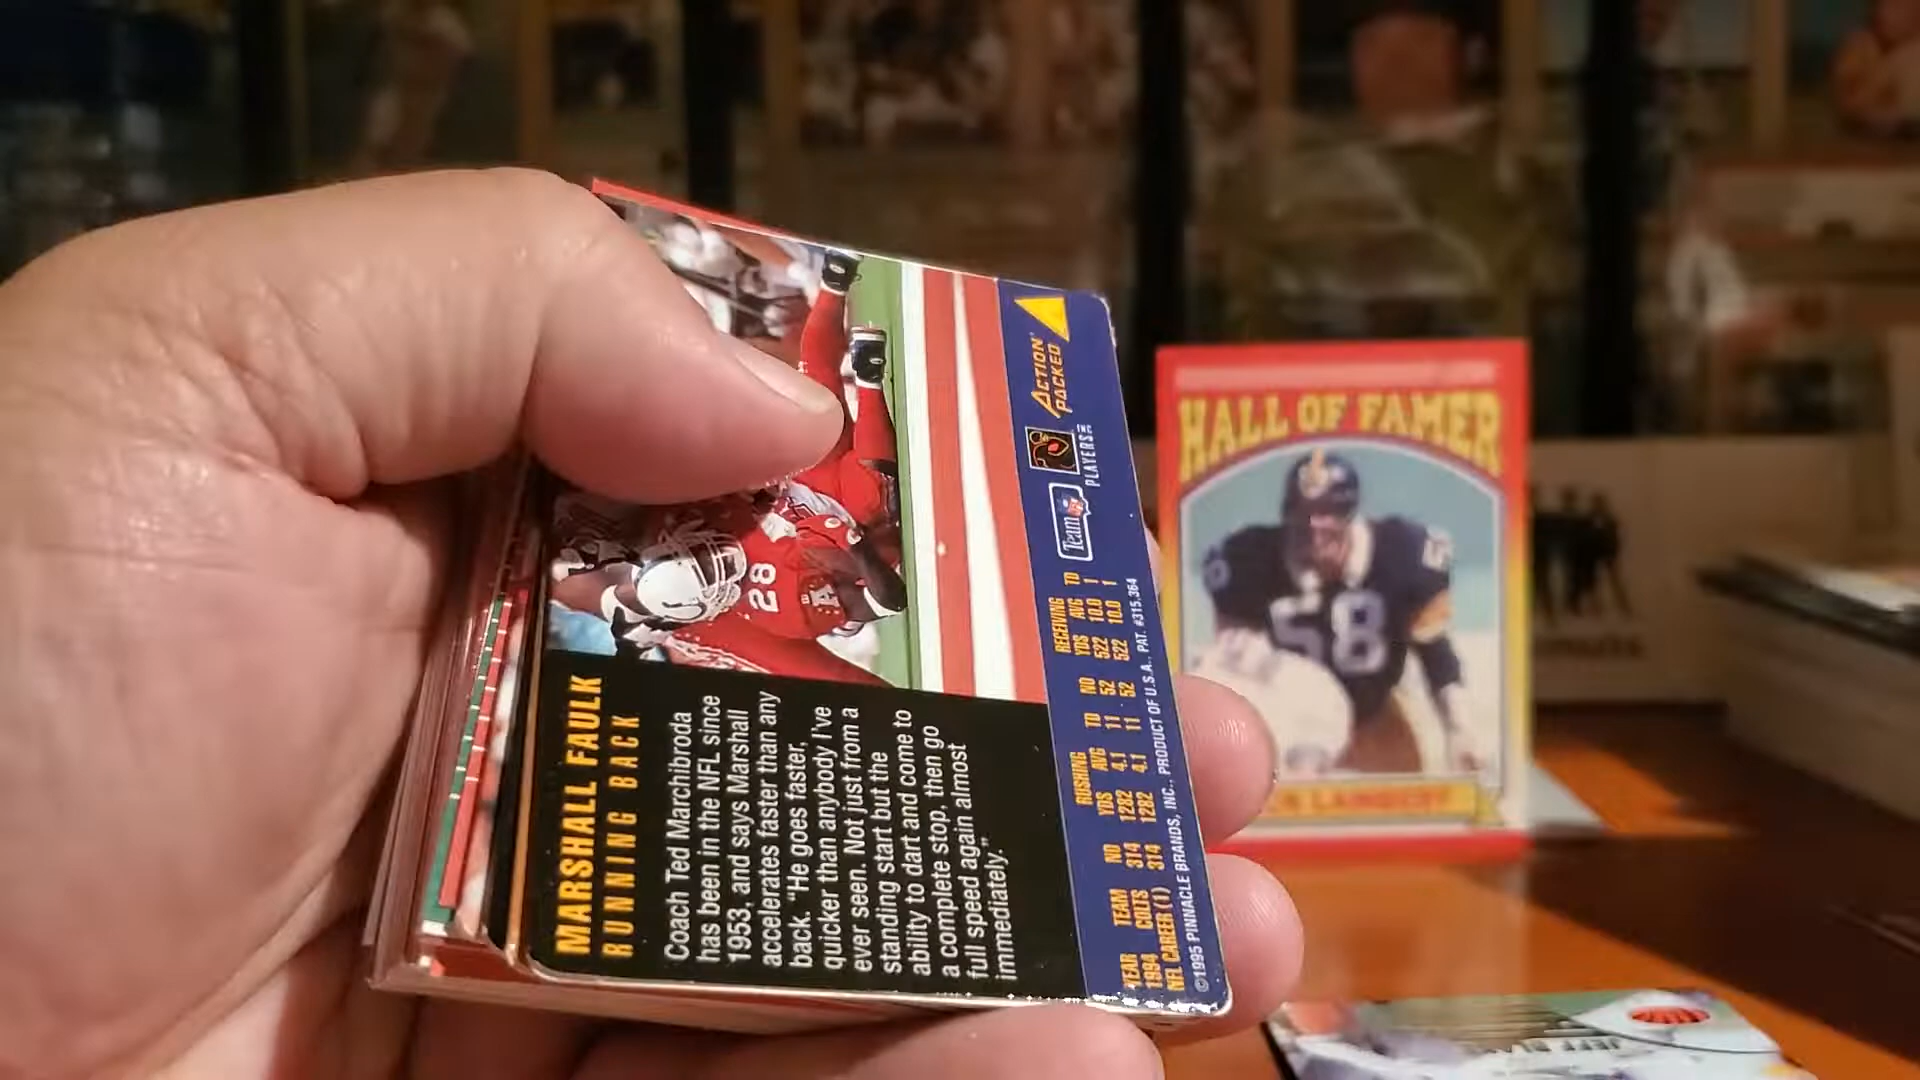 MARSHALL FAULK
RUNNING BACK
Coach Ted Marchibroda
has been in the NFL since
1953, and says Marshall
accelerates faster than any
back. "He goes faster,
quicker than anybody I've
ever seen. Not just from a
standing start but the
ability to dart and come to
a complete stop, then go
full speed again almost
immediately."
28
RUSHING RECEIVING
YEAR TEAM NO YDS AVG TD NO YDS AVG TD
1994 COLTS 314 1282 4.1 11 52 522 10.0 1
NFL CAREER (1) 314 1282 4.1 11 52 522 10.0 1
©1995 PINNACLE BRANDS, INC., PRODUCT OF U.S.A., PAT. #315,364
Team NFL
PLAYERS™
ACTION
PACKED
HALL OF FAMER
58
LAMBERT
JEFF